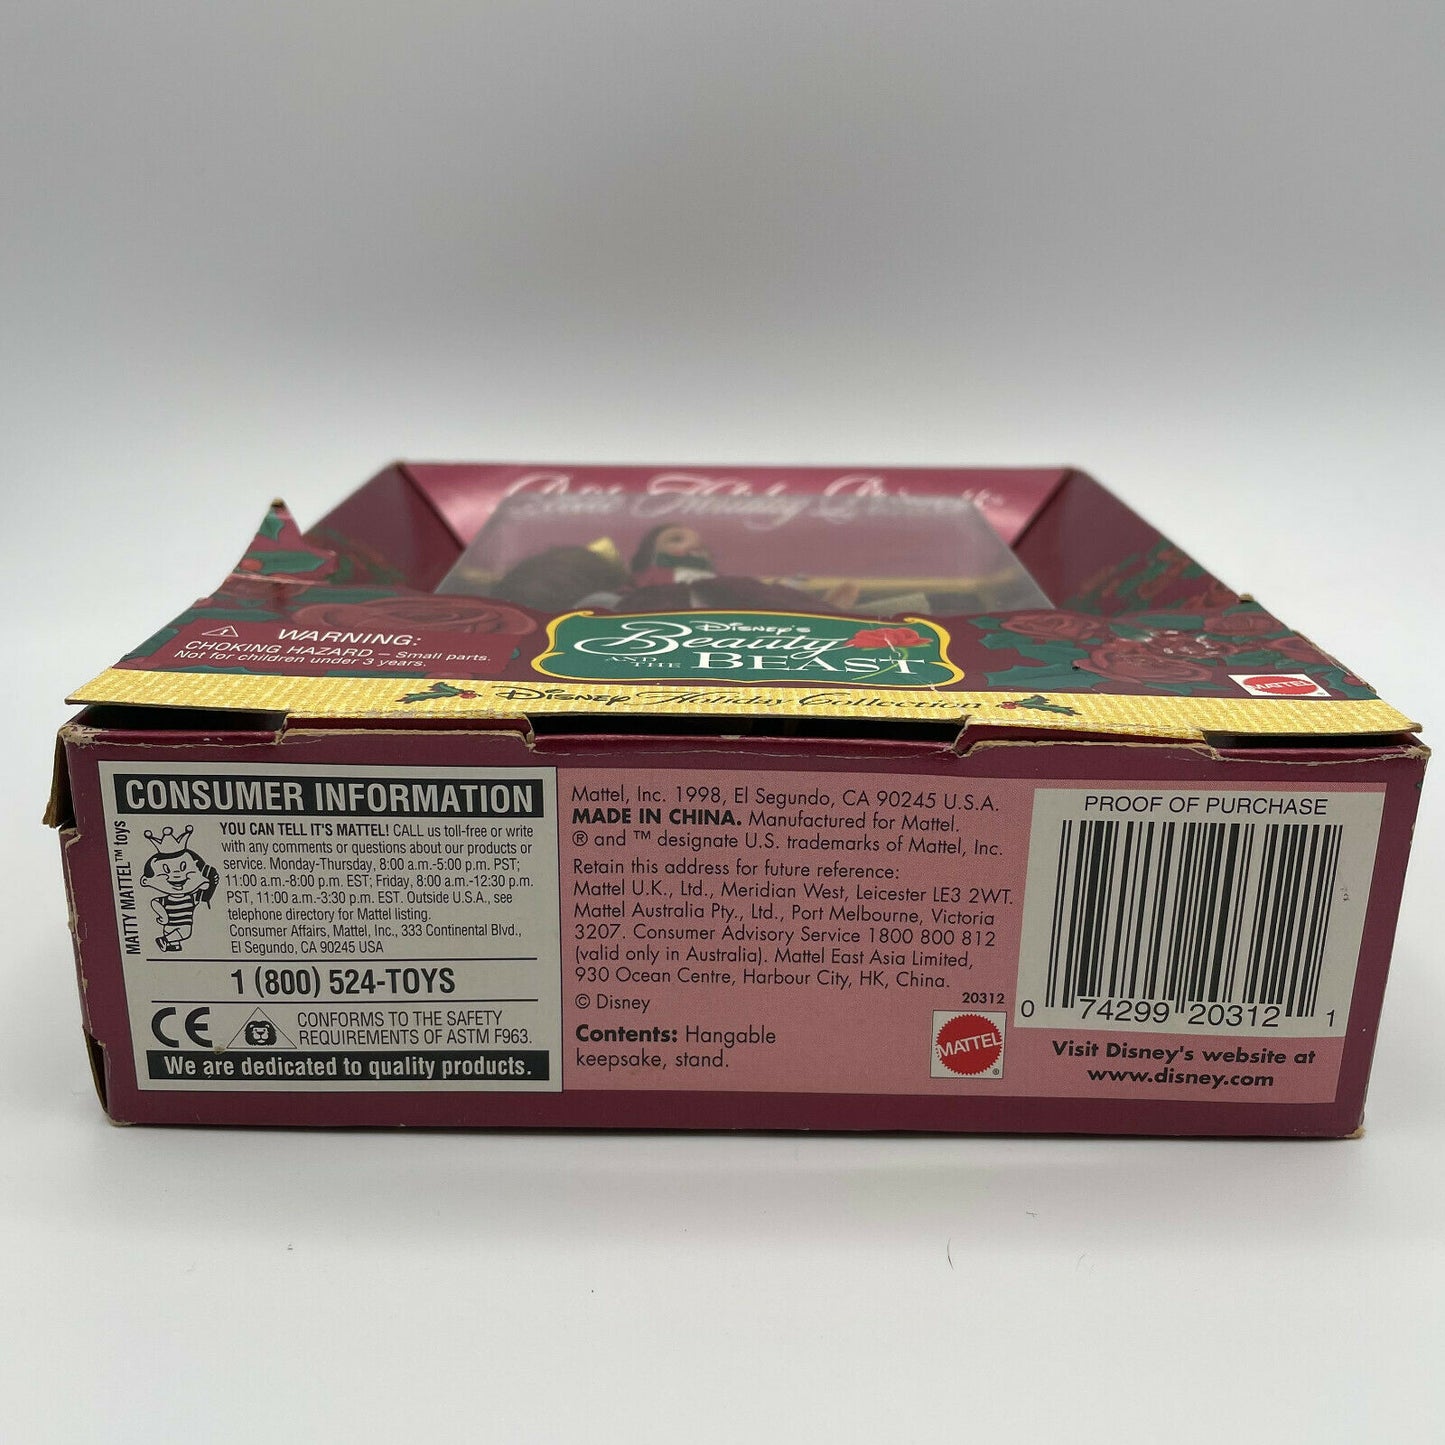 Holiday
WARNING:
CHOKING HAZARD – Small parts.
Not for children under 3 years.
DISNEY'S
Beauty
AND THE BEAST
MATTEL
DISNEY Holiday Collection
CONSUMER INFORMATION
MATTY MATTEL™ toys
YOU CAN TELL IT'S MATTEL! CALL us toll-free or write
with any comments or questions about our products or
service. Monday-Thursday, 8:00 a.m.-5:00 p.m. PST;
11:00 a.m.-8:00 p.m. EST; Friday, 8:00 a.m.-12:30 p.m.
PST, 11:00 a.m.-3:30 p.m. EST. Outside U.S.A., see
telephone directory for Mattel listing.
Consumer Affairs, Mattel, Inc., 333 Continental Blvd.,
El Segundo, CA 90245 USA
1 (800) 524-TOYS
CE
CONFORMS TO THE SAFETY
REQUIREMENTS OF ASTM F963.
We are dedicated to quality products.
Mattel, Inc. 1998, El Segundo, CA 90245 U.S.A.
MADE IN CHINA. Manufactured for Mattel.
® and ™ designate U.S. trademarks of Mattel, Inc.
Retain this address for future reference:
Mattel U.K., Ltd., Meridian West, Leicester LE3 2WT.
Mattel Australia Pty., Ltd., Port Melbourne, Victoria
3207. Consumer Advisory Service 1800 800 812
(valid only in Australia). Mattel East Asia Limited,
930 Ocean Centre, Harbour City, HK, China.
© Disney
20312
Contents: Hangable
keepsake, stand.
MATTEL
®
PROOF OF PURCHASE
0 74299 20312 1
Visit Disney's website at
www.disney.com